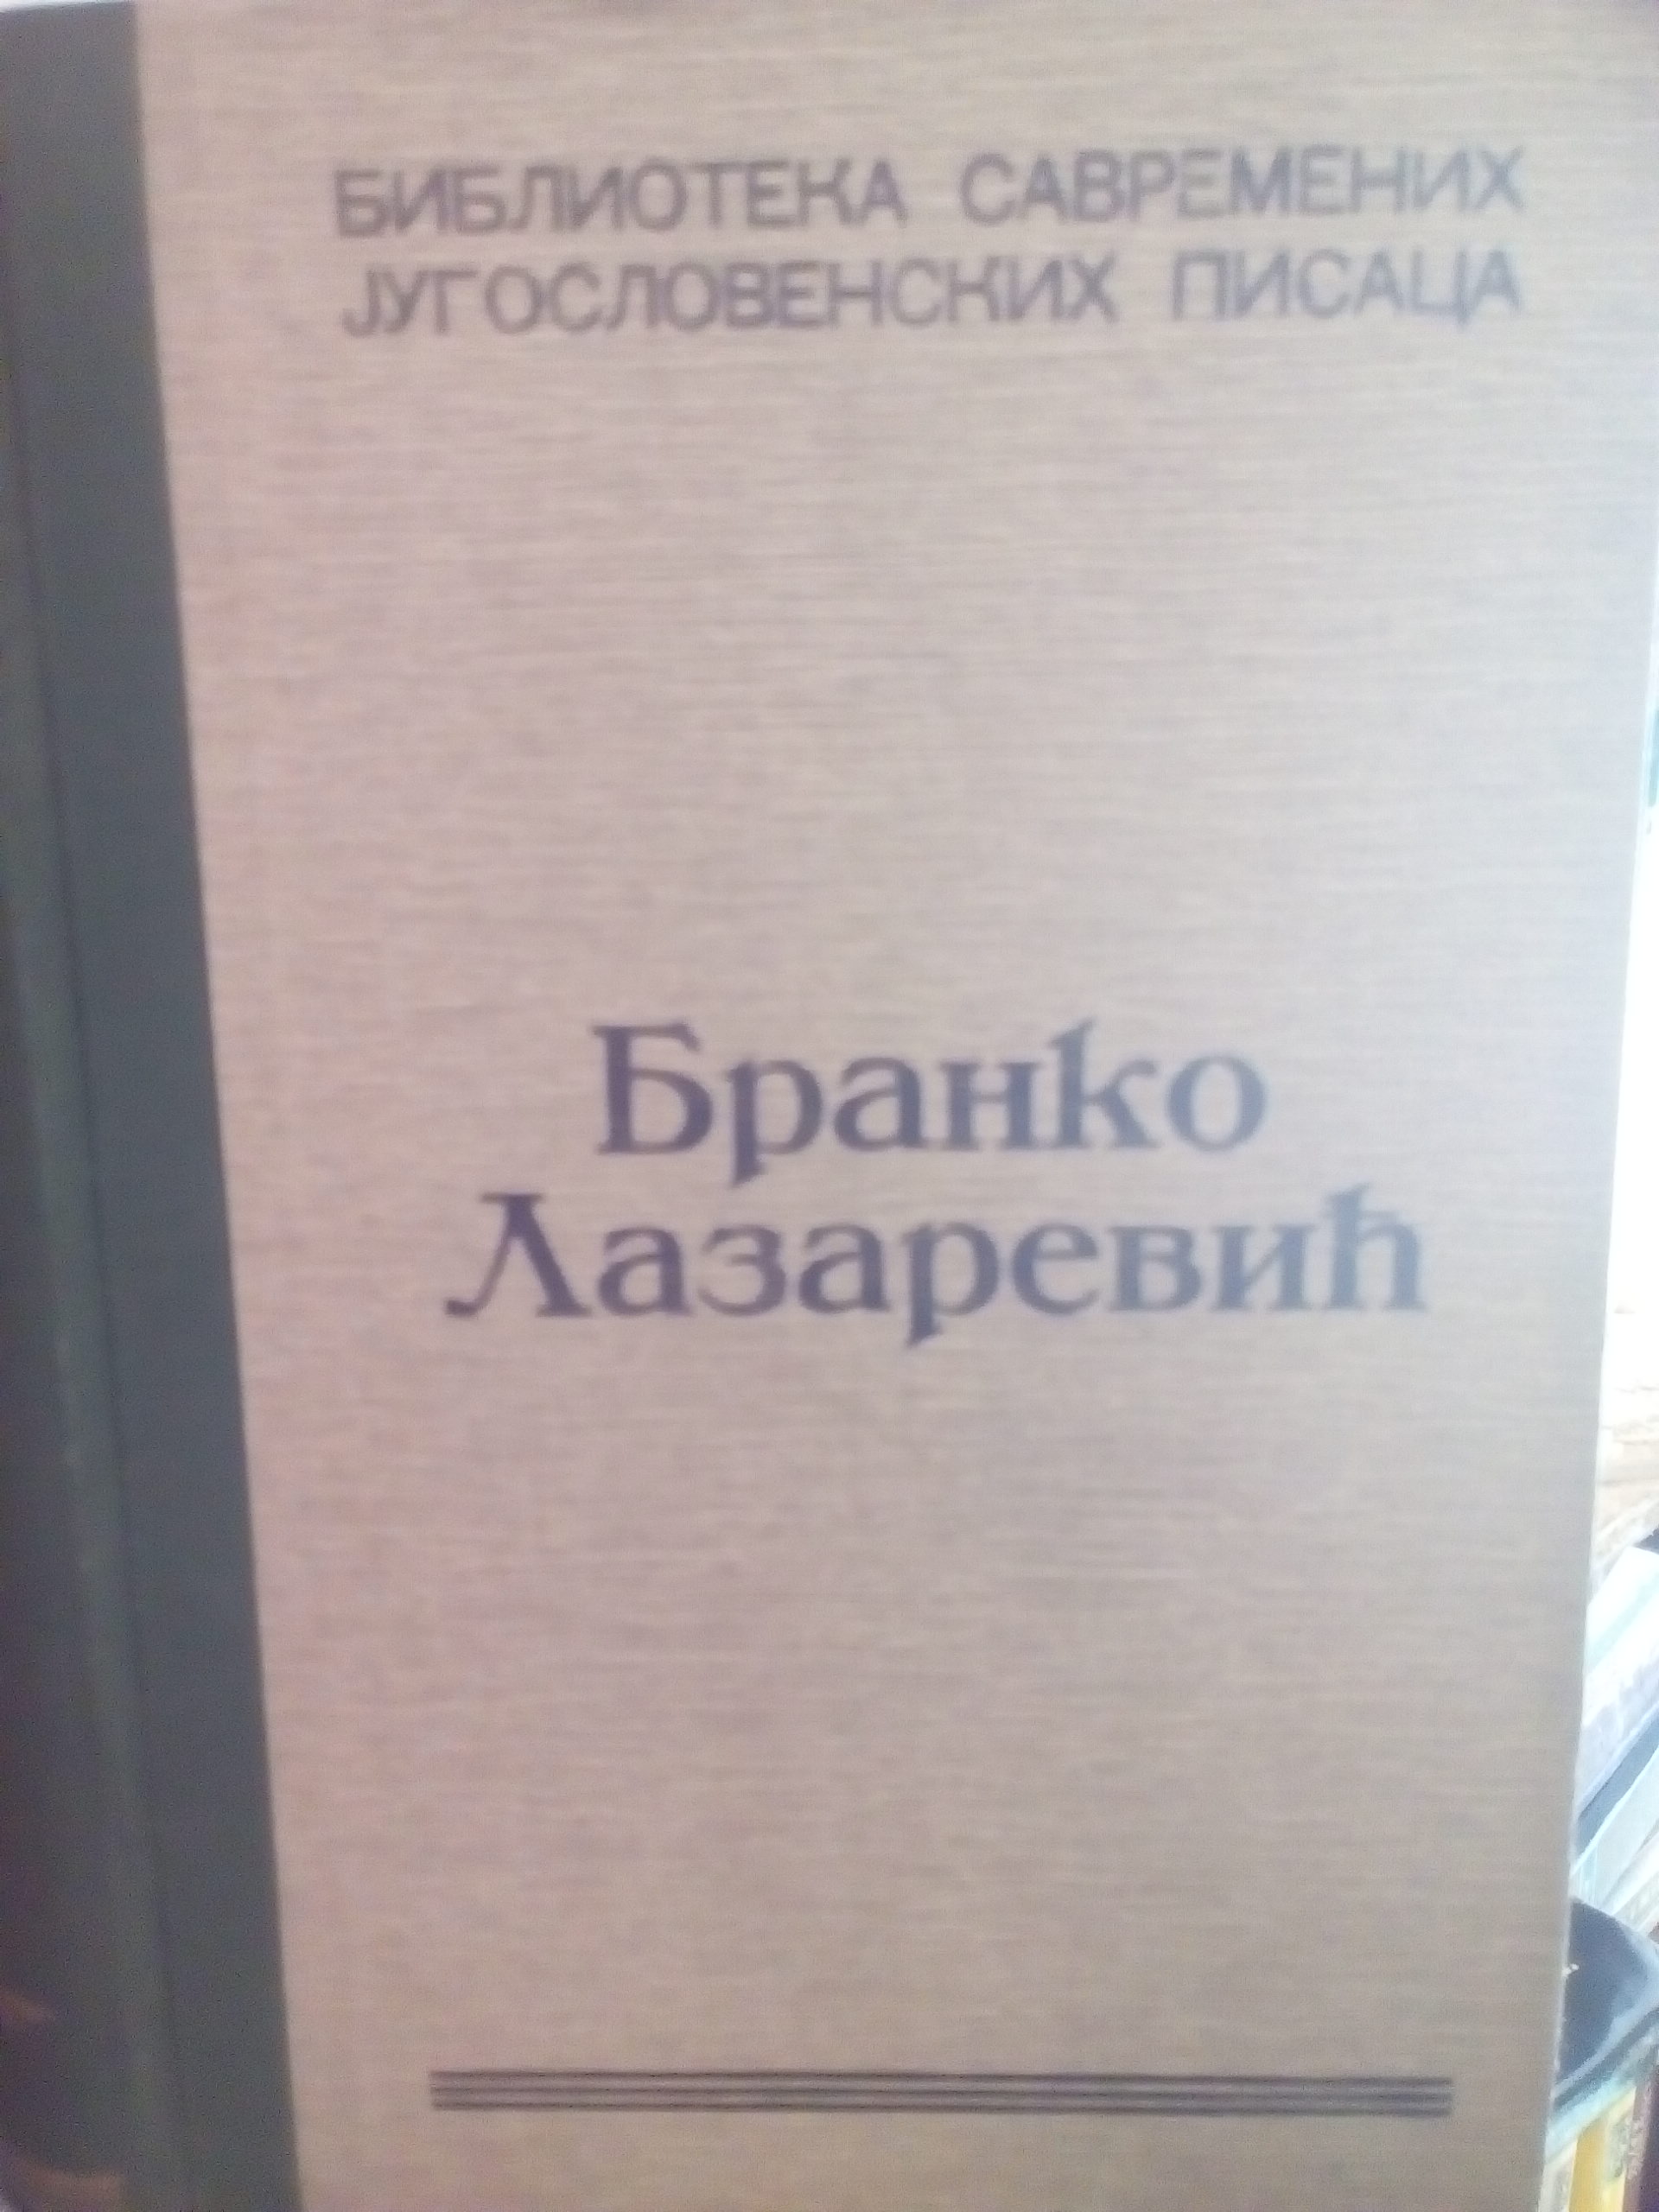 БИБЛИОТЕКА САВРЕМЕНИХ
ЈУГОСЛОВЕНСКИХ ПИСАЦА
Бранко
Лазаревић